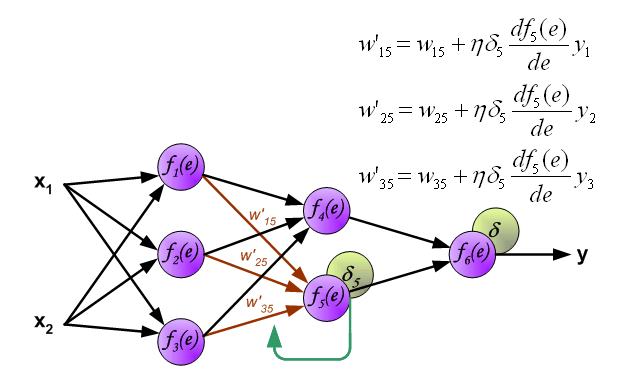 w'₁₅ = w₁₅ + ηδ₅ df₅(e)/de y₁
w'₂₅ = w₂₅ + ηδ₅ df₅(e)/de y₂
w'₃₅ = w₃₅ + ηδ₅ df₅(e)/de y₃
x₁
x₂
f₁(e)
f₂(e)
f₃(e)
w'₁₅
w'₂₅
w'₃₅
f₄(e)
δ₅
f₅(e)
δ
f₆(e)
y